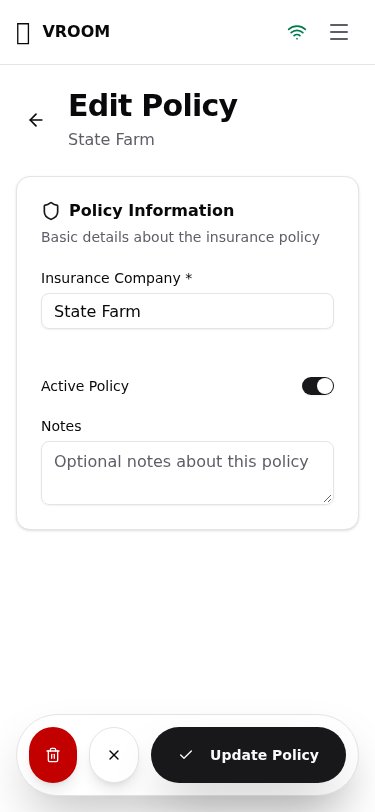 VROOM
Edit Policy
State Farm
Policy Information
Basic details about the insurance policy
Insurance Company *
State Farm
Active Policy
Notes
Optional notes about this policy
Update Policy